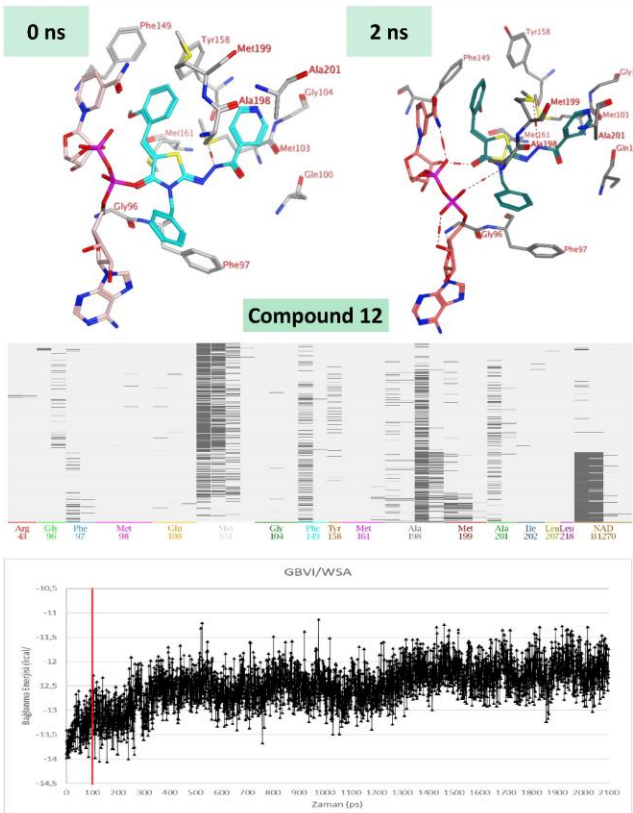 0 ns
2 ns
Phe149
Tyr158
Met199
Ala201
Ala198
Gly104
Met161
Met103
Gln100
Gly96
Phe97
Tyr158
Phe149
Met199
Met103
Met161
Ala198
Ala201
Gly96
Phe97
Compound 12
Arg Gly Phe Met Gln Met Gly Phe Tyr Met Ala Met Ala Ile Leu Leu NAD
43 96 97 98 100 103 104 149 158 161 198 199 201 202 207 218 B1270
GBVI/WSA
Bağlanma Enerjisi (kcal/
-10,5
-11
-11,5
-12
-12,5
-13
-13,5
-14
-14,5
0 100 200 300 400 500 600 700 800 900 1000 1100 1200 1300 1400 1500 1600 1700 1800 1900 2000 2100
Zaman (ps)